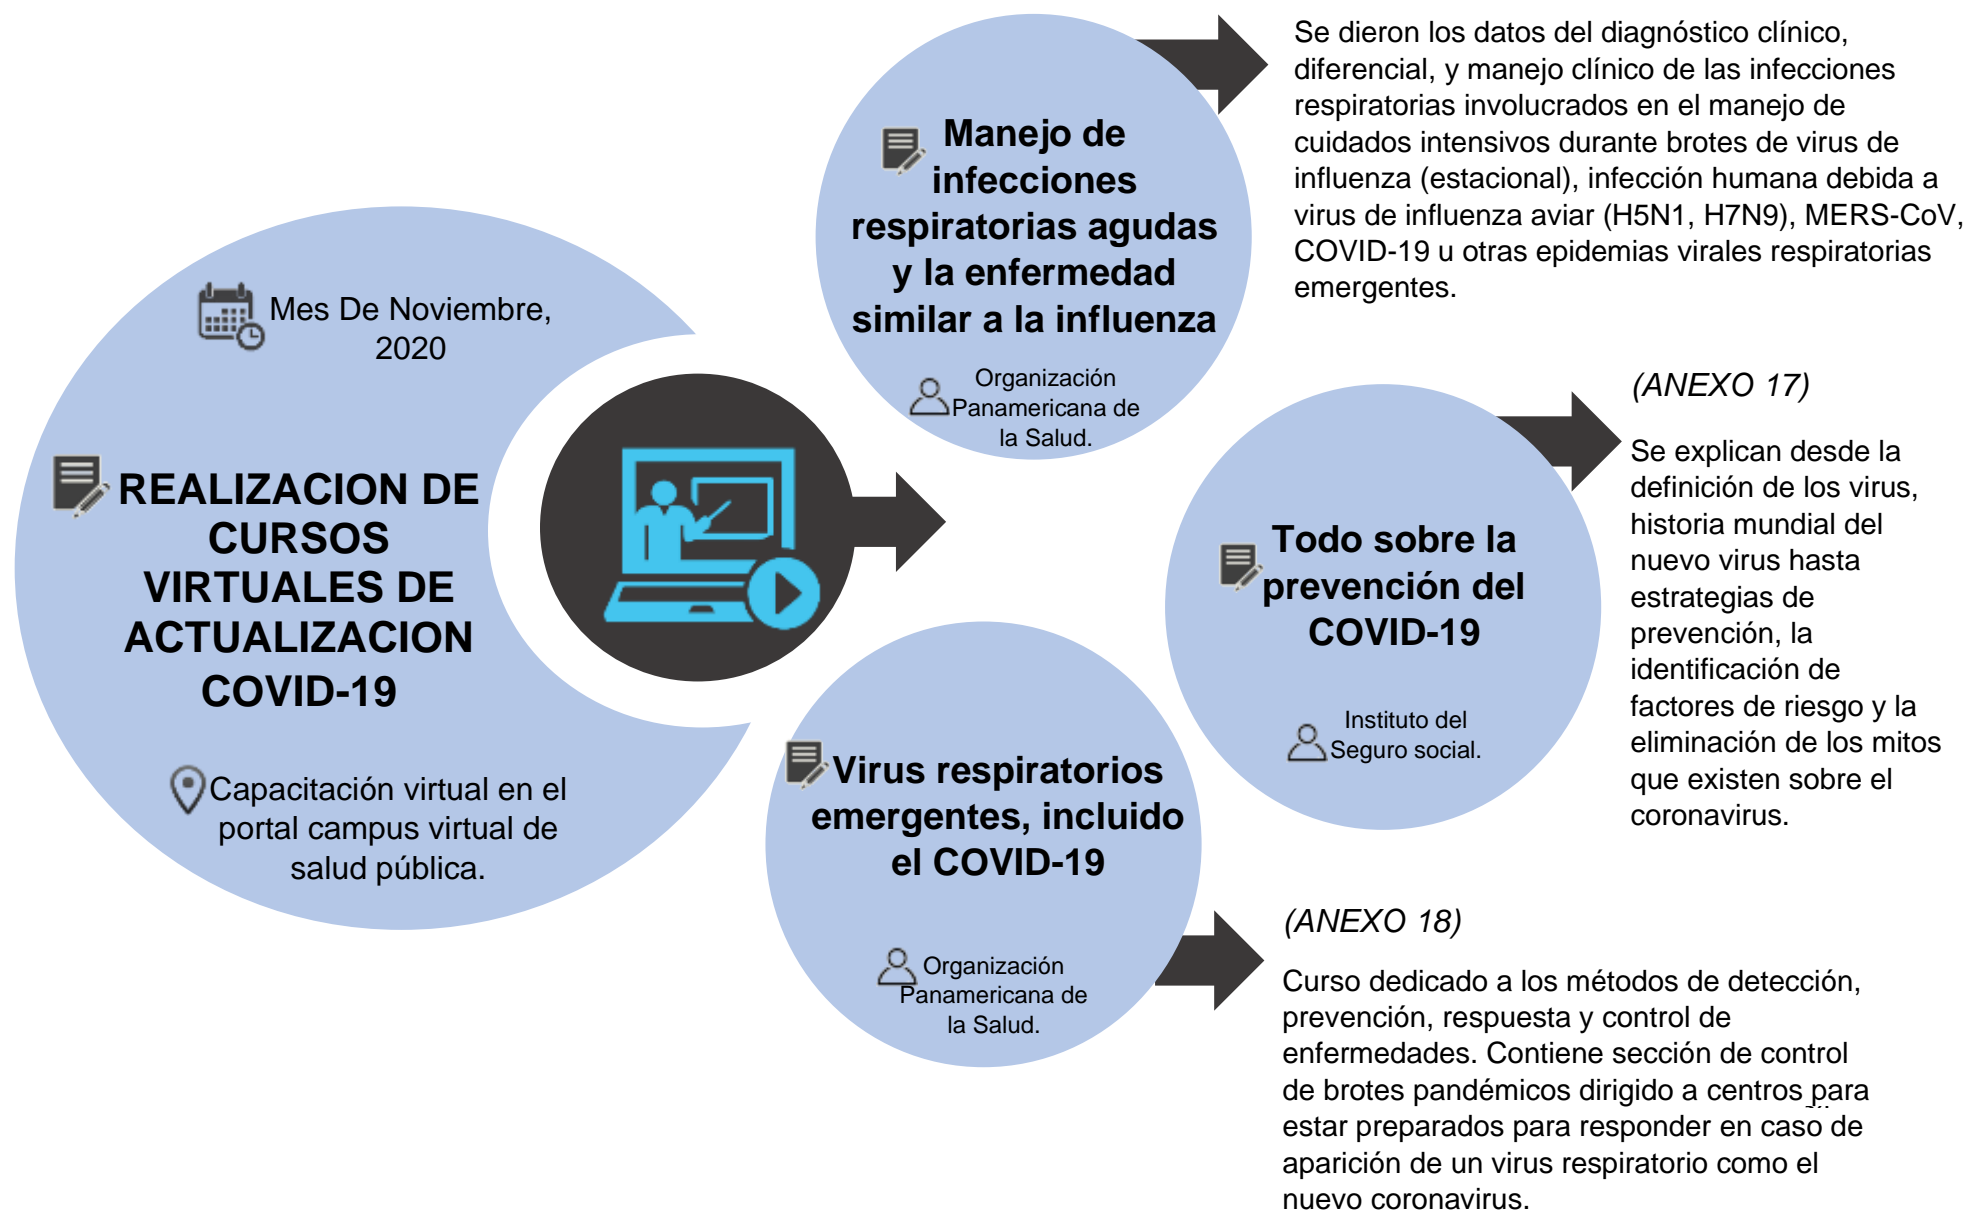 Mes De Noviembre,
2020
REALIZACION DE
CURSOS
VIRTUALES DE
ACTUALIZACION
COVID-19
Capacitación virtual en el
portal campus virtual de
salud pública.
Manejo de
infecciones
respiratorias agudas
y la enfermedad
similar a la influenza
Organización
Panamericana de
la Salud.
Se dieron los datos del diagnóstico clínico,
diferencial, y manejo clínico de las infecciones
respiratorias involucrados en el manejo de
cuidados intensivos durante brotes de virus de
influenza (estacional), infección humana debida a
virus de influenza aviar (H5N1, H7N9), MERS-CoV,
COVID-19 u otras epidemias virales respiratorias
emergentes.
Todo sobre la
prevención del
COVID-19
Instituto del
Seguro social.
(ANEXO 17)
Se explican desde la
definición de los virus,
historia mundial del
nuevo virus hasta
estrategias de
prevención, la
identificación de
factores de riesgo y la
eliminación de los mitos
que existen sobre el
coronavirus.
Virus respiratorios
emergentes, incluido
el COVID-19
Organización
Panamericana de
la Salud.
(ANEXO 18)
Curso dedicado a los métodos de detección,
prevención, respuesta y control de
enfermedades. Contiene sección de control
de brotes pandémicos dirigido a centros para
estar preparados para responder en caso de
aparición de un virus respiratorio como el
nuevo coronavirus.